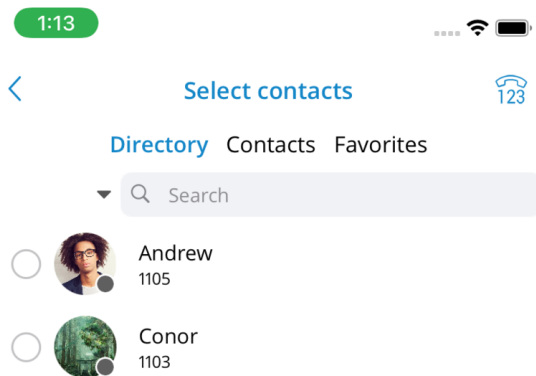 1:13
Select contacts
123
Directory Contacts Favorites
Search
Andrew
1105
Conor
1103